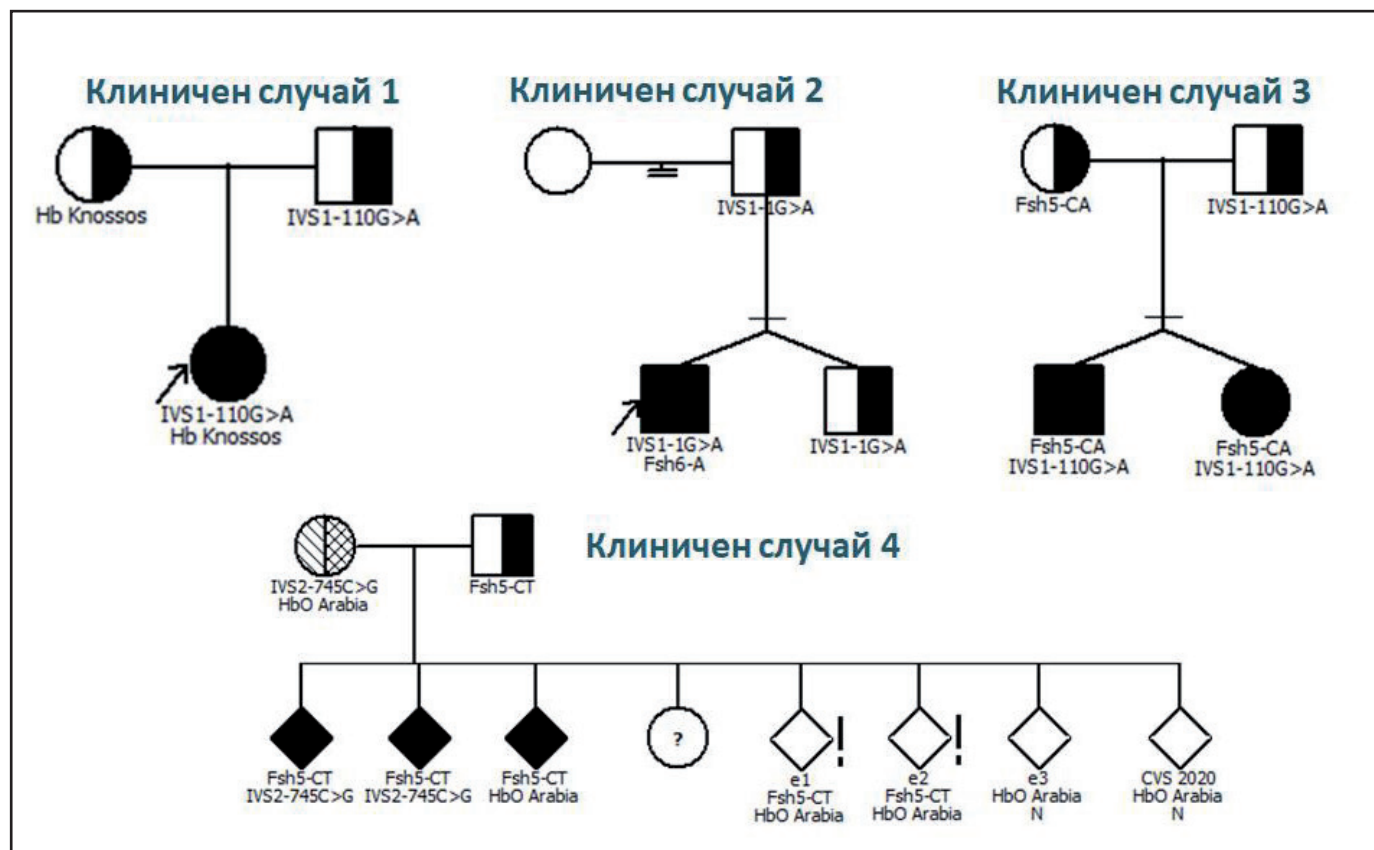 Клиничен случай 1
Клиничен случай 2
Клиничен случай 3
Hb Knossos
IVS1-110G>A
IVS1-110G>A
Hb Knossos
IVS1-1G>A
IVS1-1G>A
Fsh6-A
IVS1-1G>A
Fsh5-CA
IVS1-110G>A
Fsh5-CA
IVS1-110G>A
Fsh5-CA
IVS1-110G>A
Клиничен случай 4
IVS2-745C>G
HbO Arabia
Fsh5-CT
Fsh5-CT
IVS2-745C>G
Fsh5-CT
IVS2-745C>G
Fsh5-CT
HbO Arabia
?
!
e1
Fsh5-CT
HbO Arabia
!
e2
Fsh5-CT
HbO Arabia
e3
HbO Arabia
N
CVS 2020
HbO Arabia
N